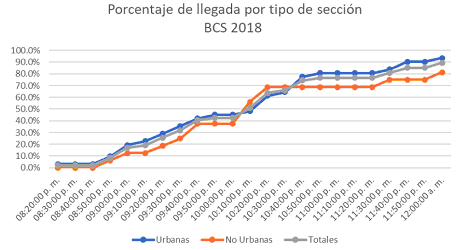 Porcentaje de llegada por tipo de sección
BCS 2018
100.0%
90.0%
80.0%
70.0%
60.0%
50.0%
40.0%
30.0%
20.0%
10.0%
0.0%
08:20:00 p. m.
08:30:00 p. m.
08:40:00 p. m.
08:50:00 p. m.
09:00:00 p. m.
09:10:00 p. m.
09:20:00 p. m.
09:30:00 p. m.
09:40:00 p. m.
09:50:00 p. m.
10:00:00 p. m.
10:10:00 p. m.
10:20:00 p. m.
10:30:00 p. m.
10:40:00 p. m.
10:50:00 p. m.
11:00:00 p. m.
11:10:00 p. m.
11:20:00 p. m.
11:30:00 p. m.
11:40:00 p. m.
11:50:00 p. m.
12:00:00 a. m.
Urbanas
No Urbanas
Totales